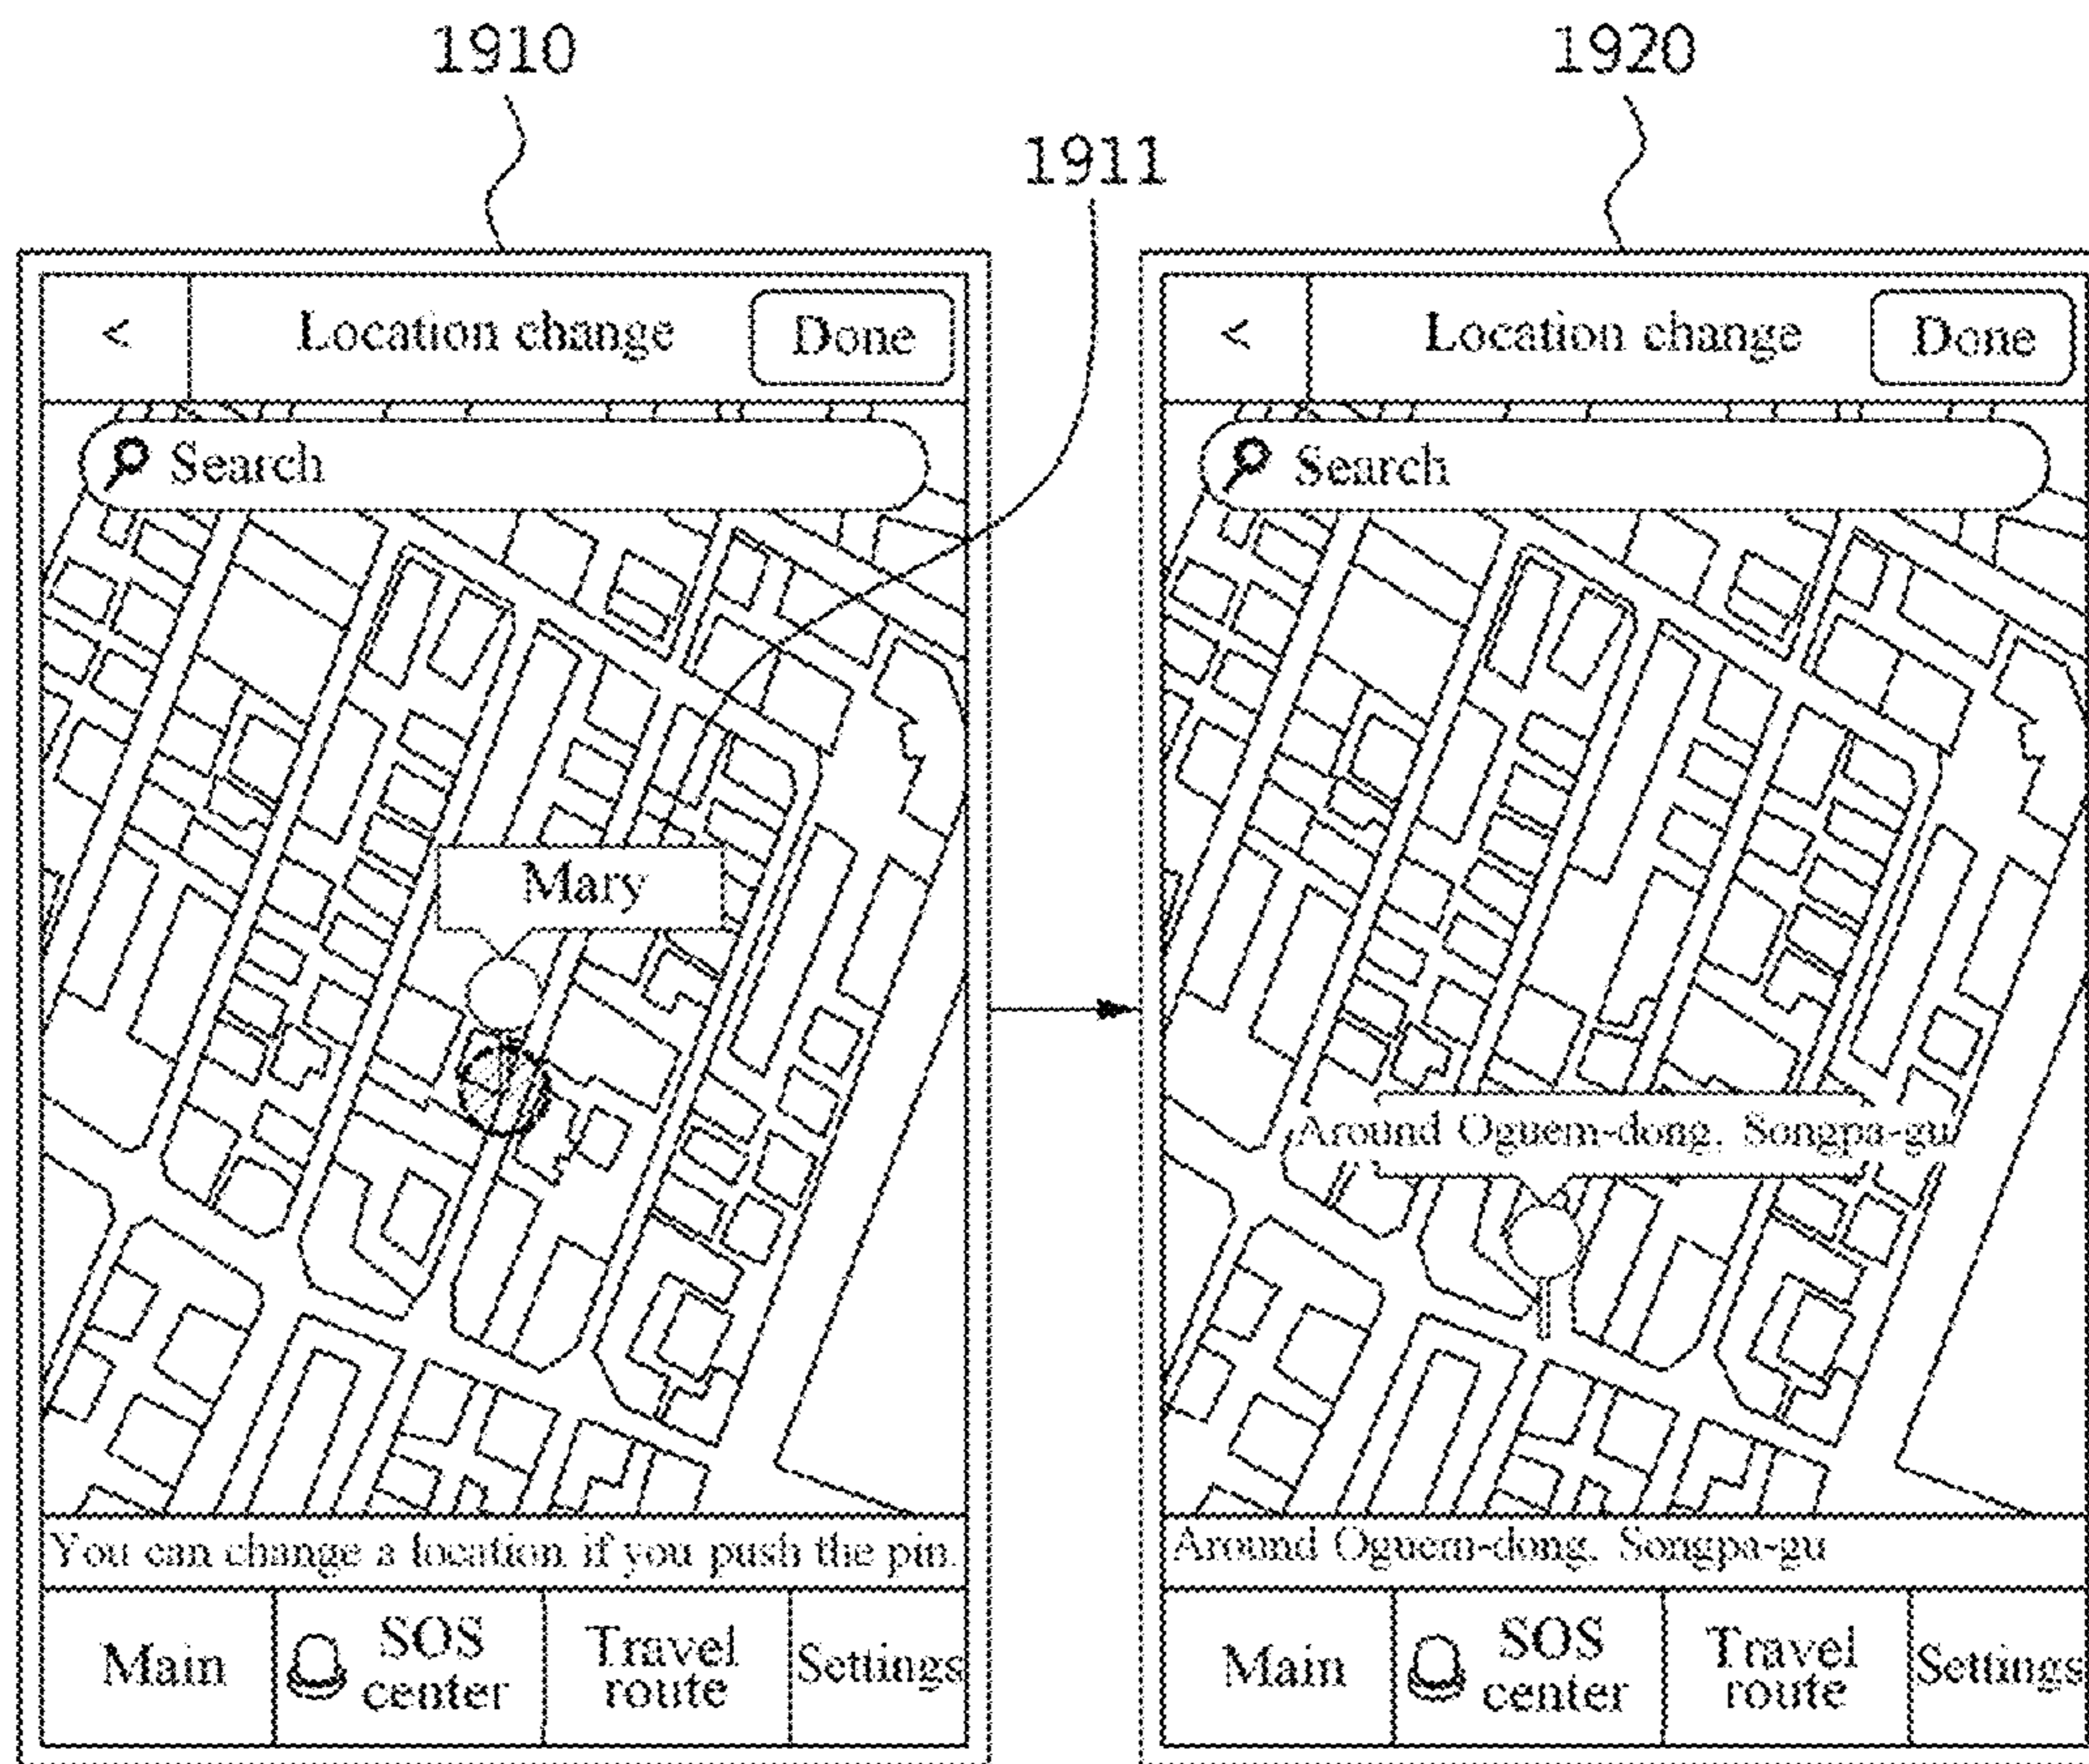 1910
1920
1911
< Location change Done
Search
Mary
You can change a location if you push the pin.
Main
SOS
center
Travel
route
Settings
< Location change Done
Search
Around Oguem-dong, Songpa-gu
Around Oguem-dong, Songpa-gu
Main
SOS
center
Travel
route
Settings